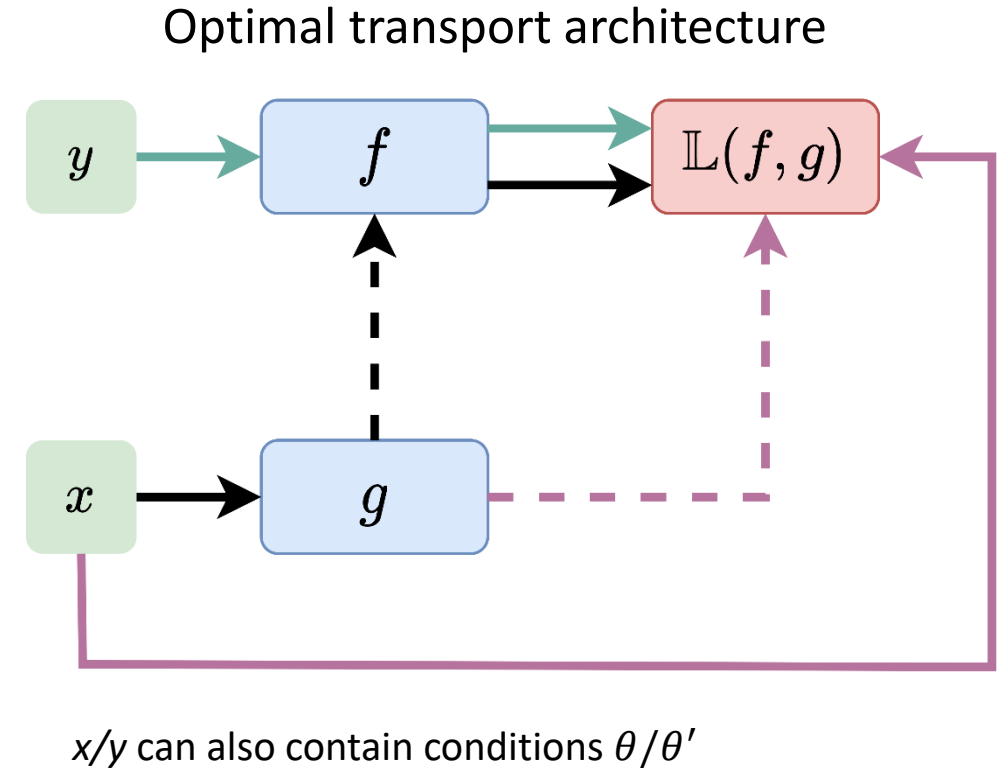 Optimal transport architecture
y
f
𝕃(f, g)
x
g
x/y can also contain conditions θ/θ′